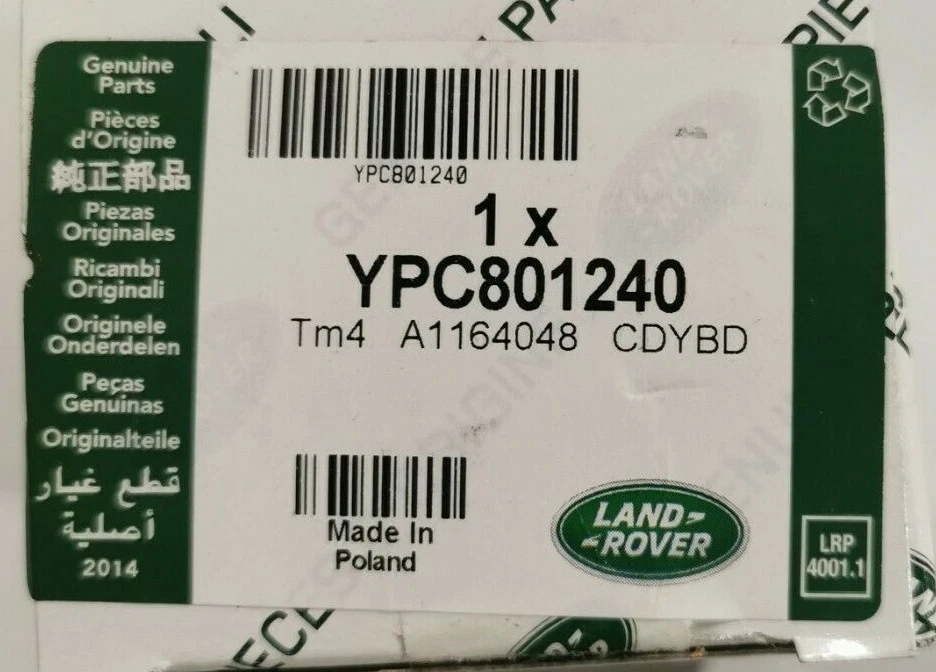 Genuine
Parts
Pièces
d'Origine
純正部品
Piezas
Originales
Ricambi
Originali
Originele
Onderdelen
Peças
Genuínas
Originalteile
قطع غيار
أصلية
2014
YPC801240
1 x
YPC801240
Tm4 A1164048 CDYBD
Made In
Poland
LAND
ROVER
LRP
4001.1